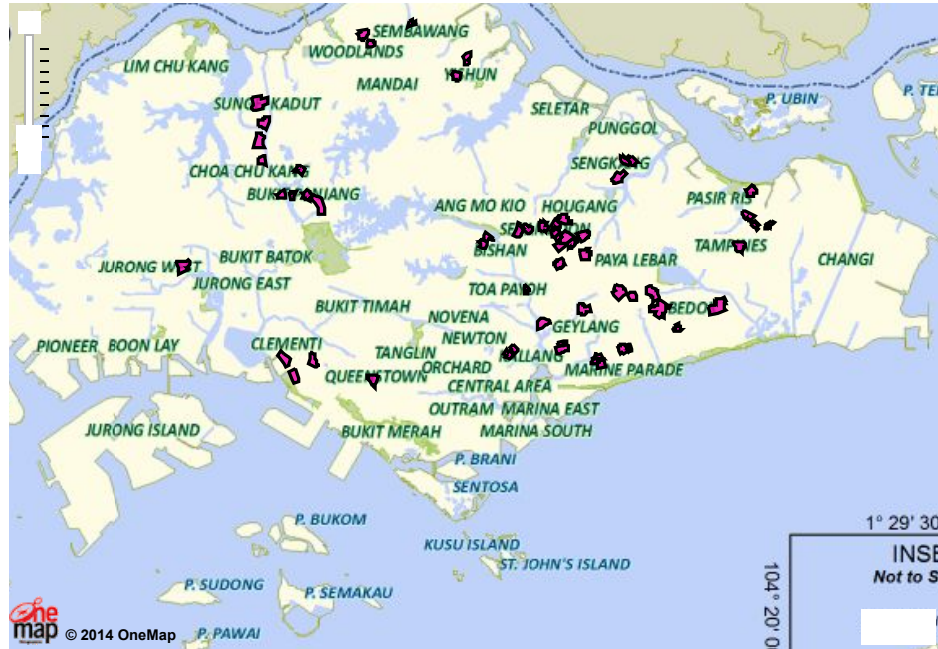 SEMBAWANG
WOODLANDS
LIM CHU KANG
MANDAI
YISHUN
SUNGEI KADUT
SELETAR
P. UBIN
P. TE
PUNGGOL
SENGKANG
CHOA CHU KANG
BUKIT PANJANG
ANG MO KIO
HOUGANG
PASIR RIS
SERANGOON
BISHAN
TAMPINES
BUKIT BATOK
PAYA LEBAR
CHANGI
JURONG WEST
JURONG EAST
TOA PAYOH
BUKIT TIMAH
NOVENA
BEDOK
GEYLANG
NEWTON
PIONEER
BOON LAY
CLEMENTI
TANGLIN
KALLANG
ORCHARD
MARINE PARADE
QUEENSTOWN
CENTRAL AREA
OUTRAM
MARINA EAST
JURONG ISLAND
BUKIT MERAH
MARINA SOUTH
P. BRANI
SENTOSA
P. BUKOM
1° 29' 30
KUSU ISLAND
INSE
ST. JOHN'S ISLAND
Not to S
P. SUDONG
P. SEMAKAU
104° 20' 0
One
map © 2014 OneMap
P. PAWAI